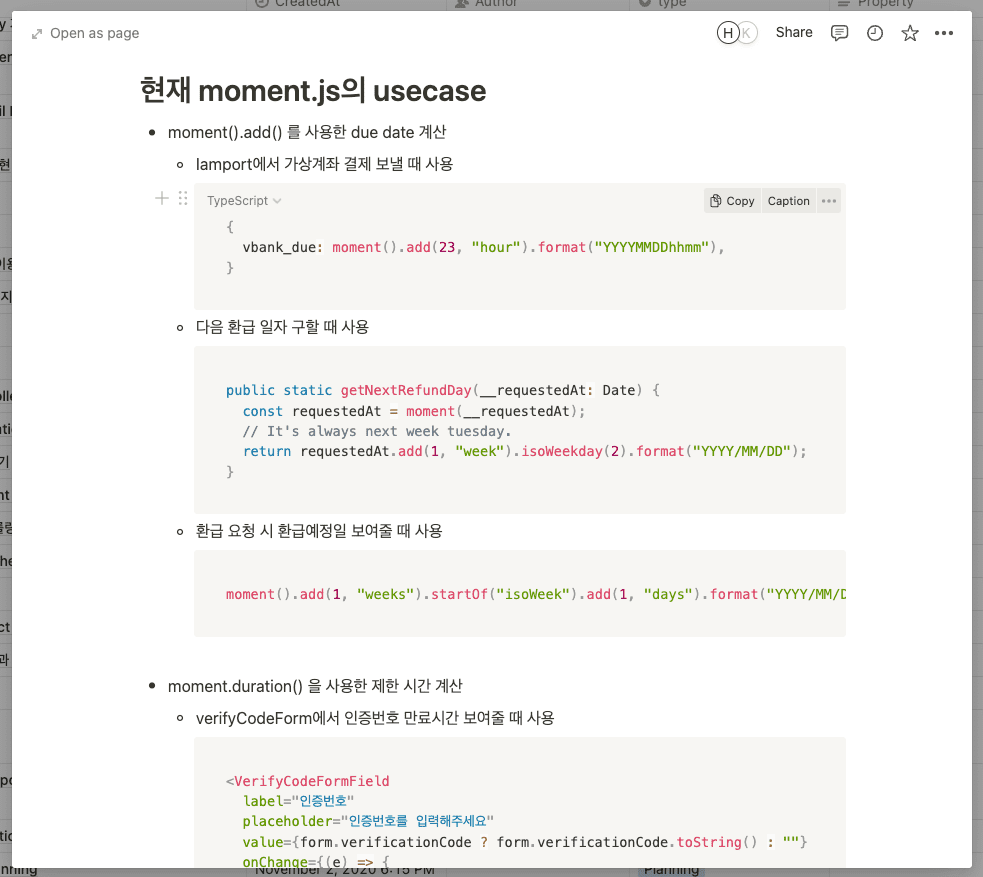 CreatedAt
Author
Type
Property
Open as page
H
K
Share
현재 moment.js의 usecase
moment().add() 를 사용한 due date 계산
Iamport에서 가상계좌 결제 보낼 때 사용
TypeScript
Copy
Caption
{
vbank_due: moment().add(23, "hour").format("YYYYMMDDhhmm"),
}
다음 환급 일자 구할 때 사용
public static getNextRefundDay(__requestedAt: Date) {
const requestedAt = moment(__requestedAt);
// It's always next week tuesday.
return requestedAt.add(1, "week").isoWeekday(2).format("YYYY/MM/DD");
}
환급 요청 시 환급예정일 보여줄 때 사용
moment().add(1, "weeks").startOf("isoWeek").add(1, "days").format("YYYY/MM/D
moment.duration() 을 사용한 제한 시간 계산
verifyCodeForm에서 인증번호 만료시간 보여줄 때 사용
<VerifyCodeFormField
label="인증번호"
placeholder="인증번호를 입력해주세요"
value={form.verificationCode ? form.verificationCode.toString() : ""}
onChange={(e) => {
November 2, 2020 6:15 PM
Planning